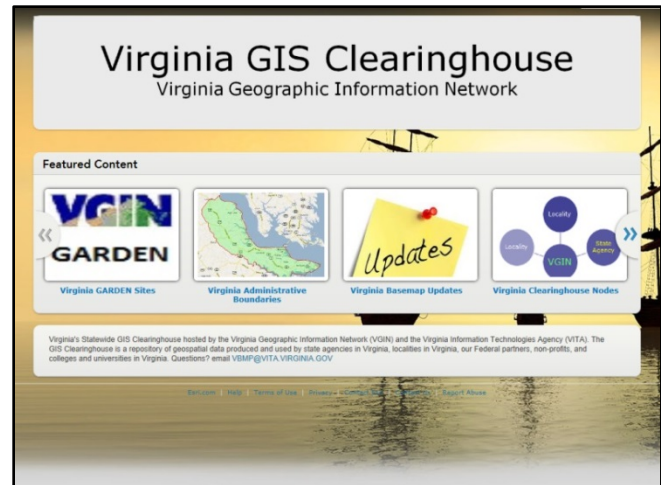 Virginia GIS Clearinghouse
Virginia Geographic Information Network
Featured Content
VGIN
GARDEN
Updates
Locality
Locality
State
Agency
VGIN
«
»
Virginia GARDEN Sites
Virginia Administrative
Boundaries
Virginia Basemap Updates
Virginia Clearinghouse Nodes
Virginia's Statewide GIS Clearinghouse hosted by the Virginia Geographic Information Network (VGIN) and the Virginia Information Technologies Agency (VITA). The
GIS Clearinghouse is a repository of geospatial data produced and used by state agencies in Virginia, localities in Virginia, our Federal partners, non-profits, and
colleges and universities in Virginia. Questions? email VBMP@VITA.VIRGINIA.GOV
Esri.com | Help | Terms of Use | Privacy | Report Abuse